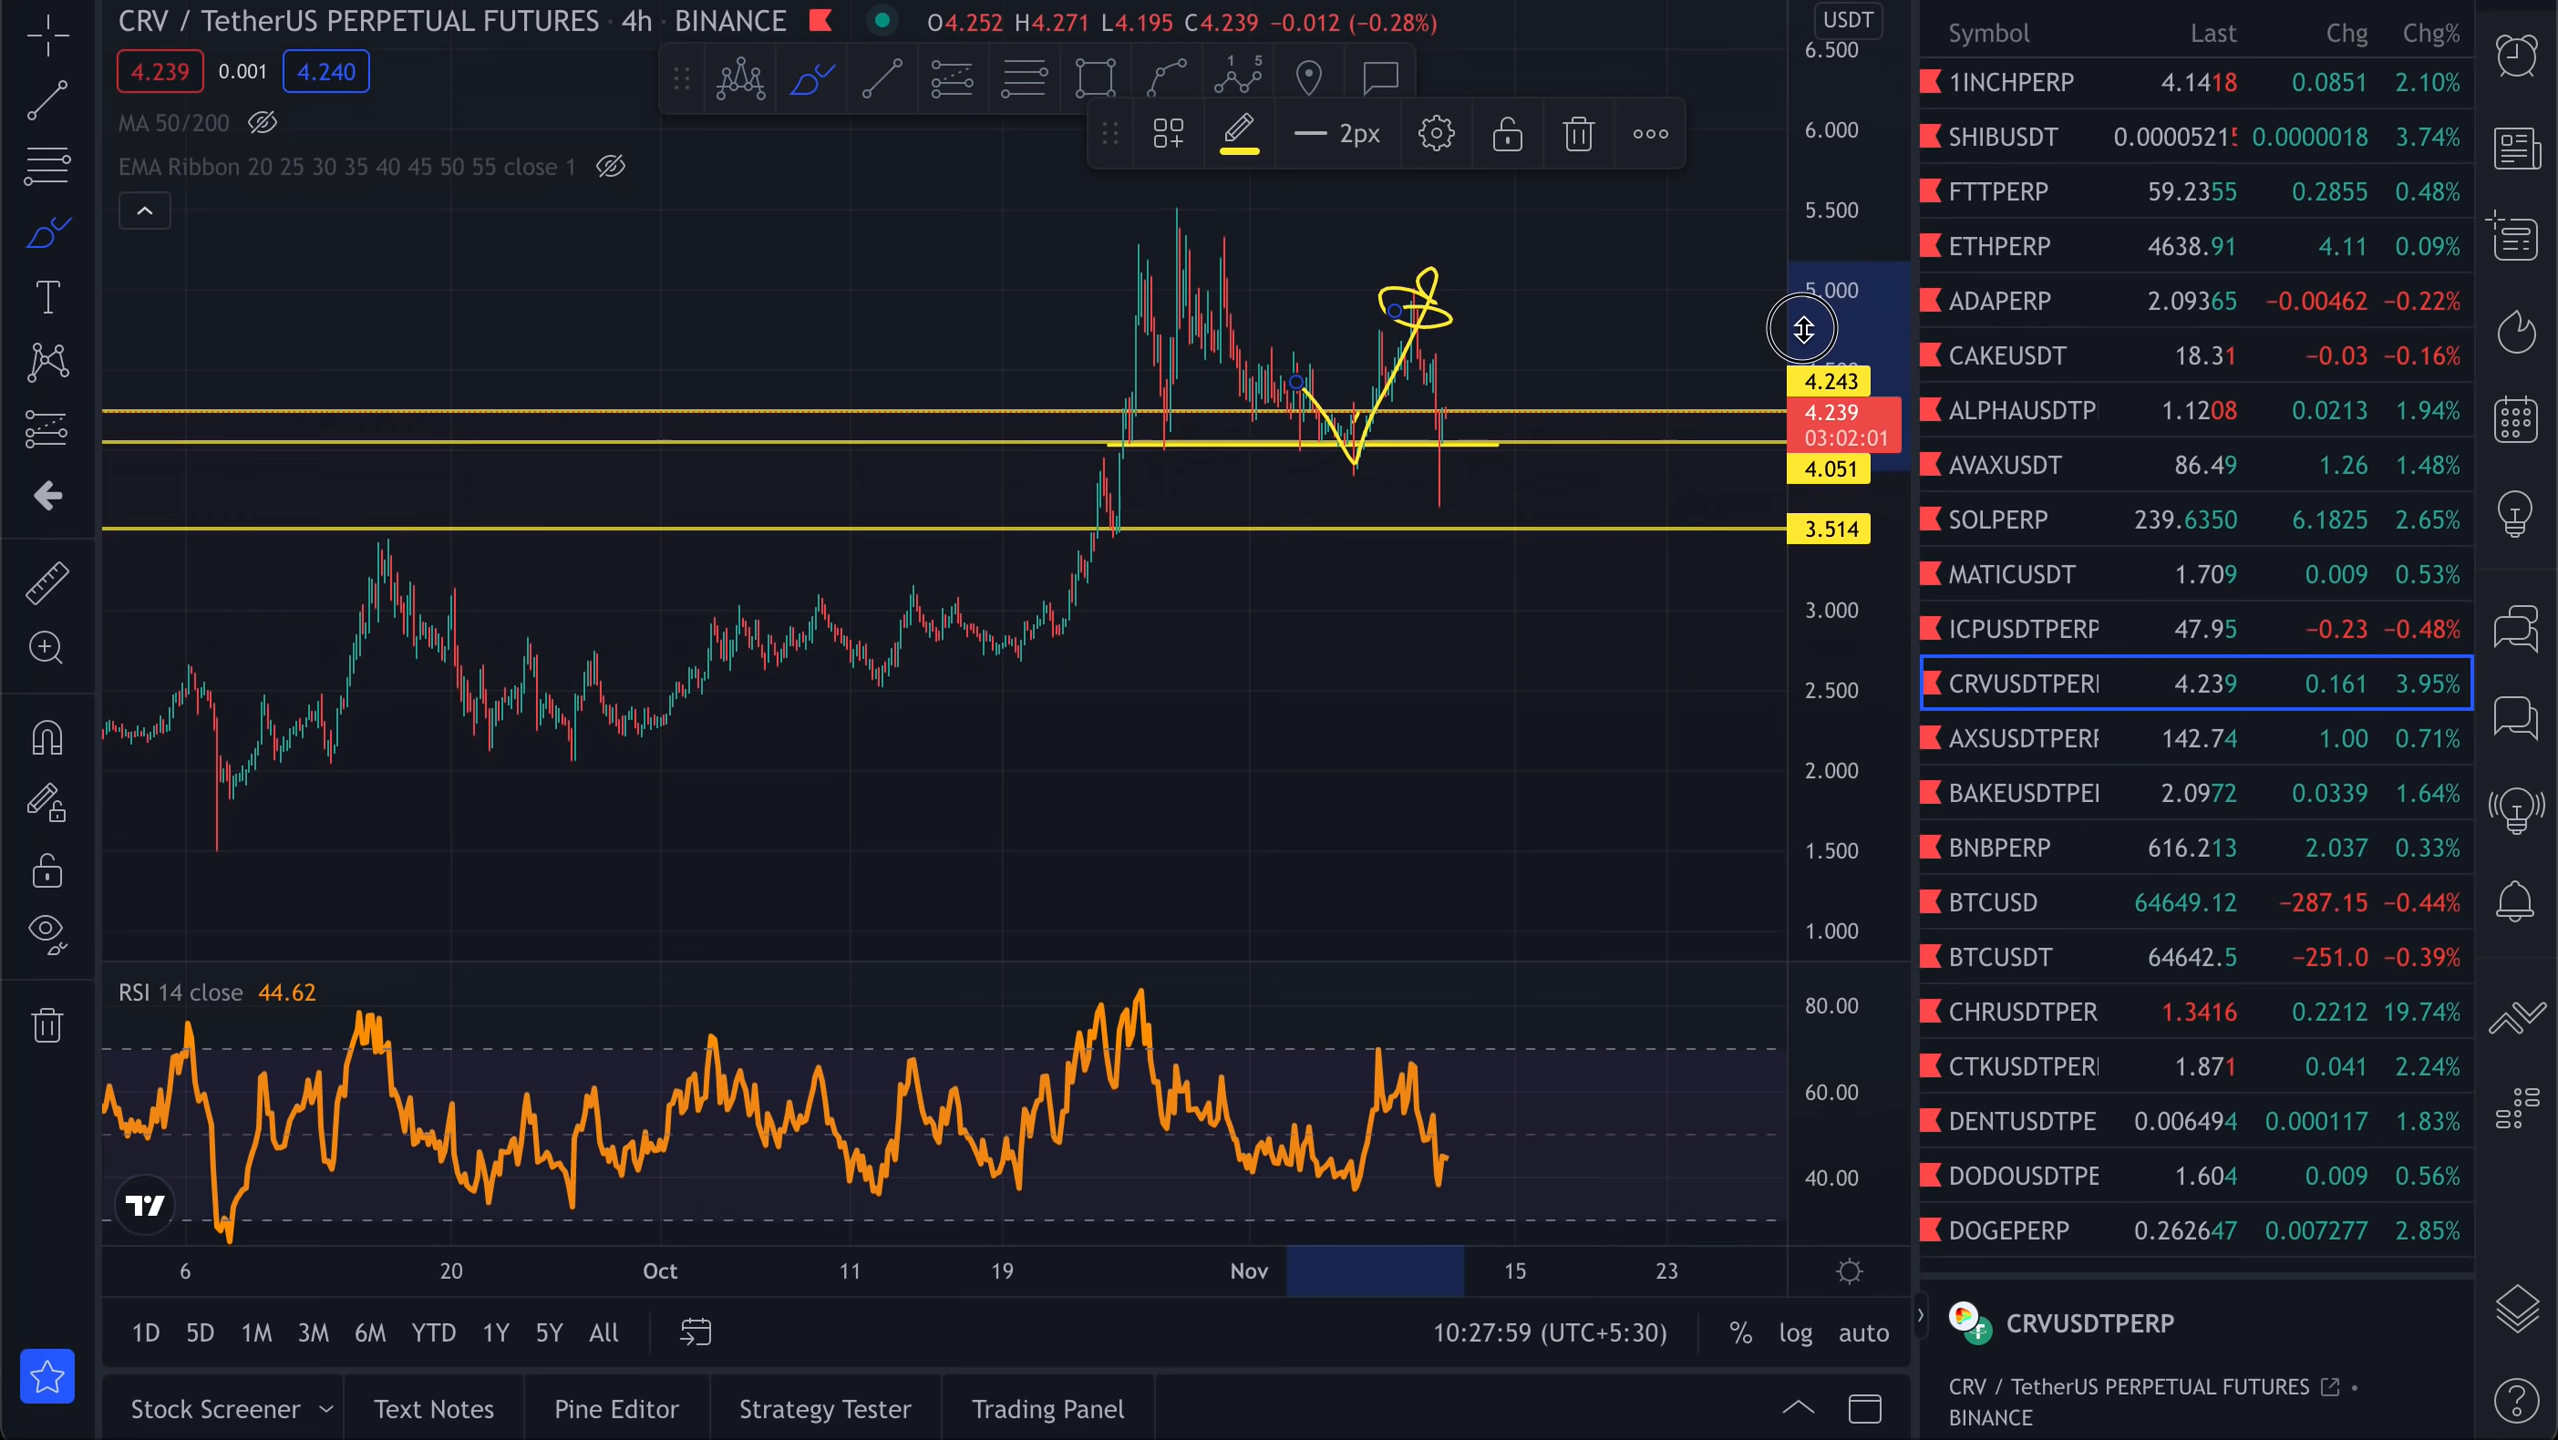 CRV / TetherUS PERPETUAL FUTURES · 4h · BINANCE O4.252 H4.271 L4.195 C4.239 −0.012 (−0.28%)
4.239 0.001 4.240
MA 50/200
EMA Ribbon 20 25 30 35 40 45 50 55 close 1
2px
USDT
6.500
6.000
5.500
5.000
4.243
4.239
03:02:01
4.051
3.514
3.000
2.500
2.000
1.500
1.000
RSI 14 close 44.62
80.00
60.00
40.00
6 20 Oct 11 19 Nov 15 23
1D 5D 1M 3M 6M YTD 1Y 5Y All 10:27:59 (UTC+5:30) % log auto
Stock Screener Text Notes Pine Editor Strategy Tester Trading Panel
Symbol Last Chg Chg%
1INCHPERP 4.1418 0.0851 2.10%
SHIBUSDT 0.00005215 0.0000018 3.74%
FTTPERP 59.2355 0.2855 0.48%
ETHPERP 4638.91 4.11 0.09%
ADAPERP 2.09365 −0.00462 −0.22%
CAKEUSDT 18.31 −0.03 −0.16%
ALPHAUSDTP 1.1208 0.0213 1.94%
AVAXUSDT 86.49 1.26 1.48%
SOLPERP 239.6350 6.1825 2.65%
MATICUSDT 1.709 0.009 0.53%
ICPUSDTPERP 47.95 −0.23 −0.48%
CRVUSDTPERI 4.239 0.161 3.95%
AXSUSDTPERF 142.74 1.00 0.71%
BAKEUSDTPEI 2.0972 0.0339 1.64%
BNBPERP 616.213 2.037 0.33%
BTCUSD 64649.12 −287.15 −0.44%
BTCUSDT 64642.5 −251.0 −0.39%
CHRUSDTPER 1.3416 0.2212 19.74%
CTKUSDTPERI 1.871 0.041 2.24%
DENTUSDTPE 0.006494 0.000117 1.83%
DODOUSDTPE 1.604 0.009 0.56%
DOGEPERP 0.262647 0.007277 2.85%
CRVUSDTPERP
CRV / TetherUS PERPETUAL FUTURES •
BINANCE